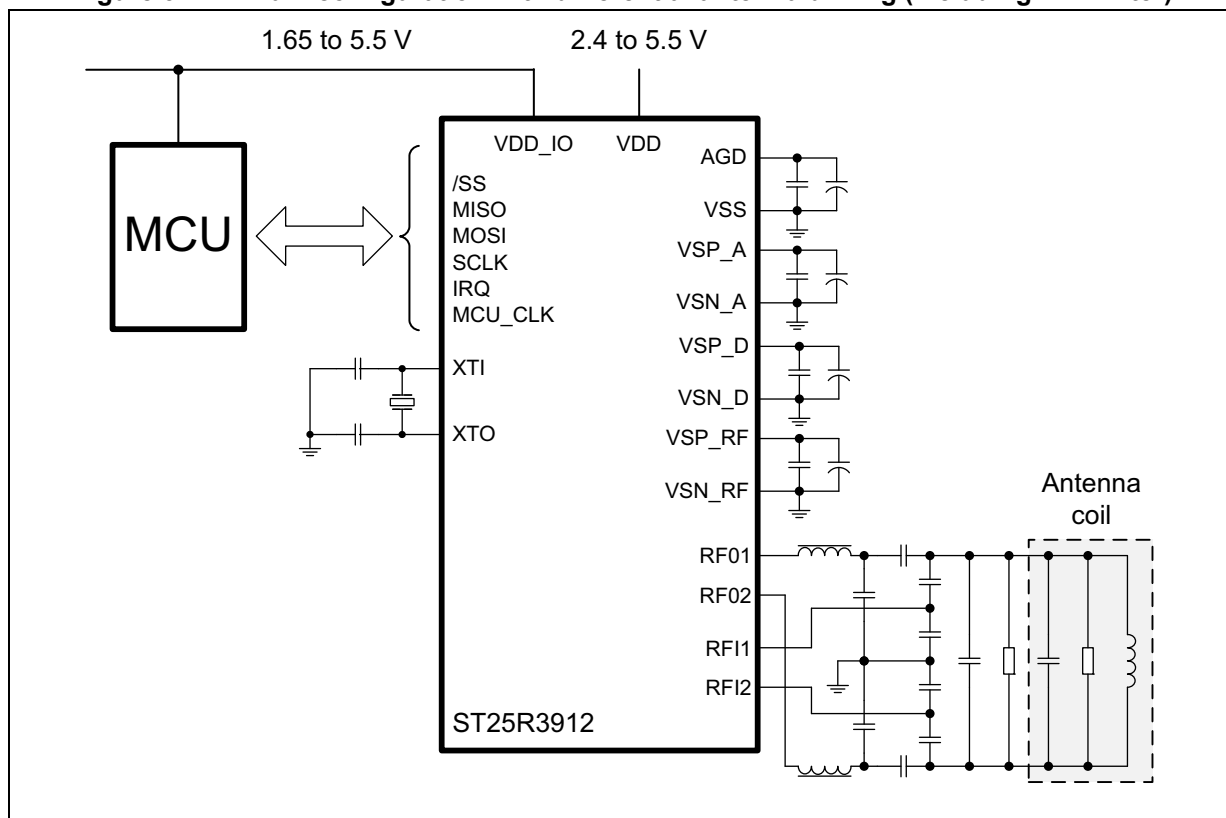 1.65 to 5.5 V
2.4 to 5.5 V
MCU
VDD_IO
VDD
/SS
MISO
MOSI
SCLK
IRQ
MCU_CLK
XTI
XTO
AGD
VSS
VSP_A
VSN_A
VSP_D
VSN_D
VSP_RF
VSN_RF
RF01
RF02
RFI1
RFI2
ST25R3912
Antenna
coil